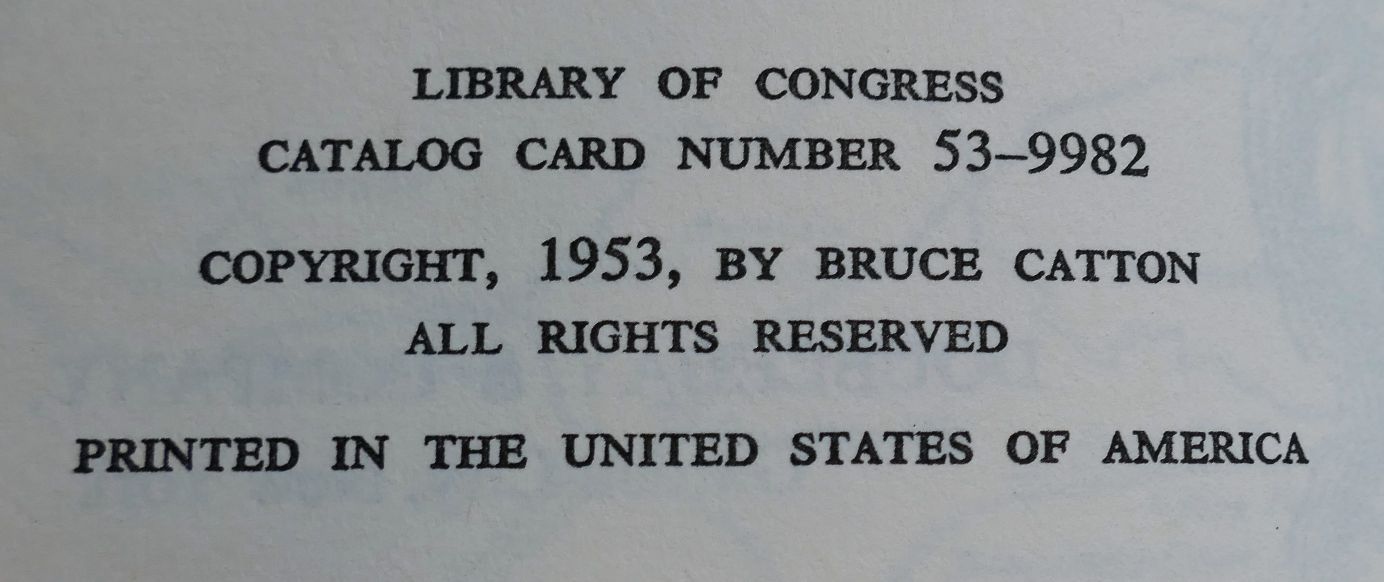 LIBRARY OF CONGRESS
CATALOG CARD NUMBER 53–9982
COPYRIGHT, 1953, BY BRUCE CATTON
ALL RIGHTS RESERVED
PRINTED IN THE UNITED STATES OF AMERICA